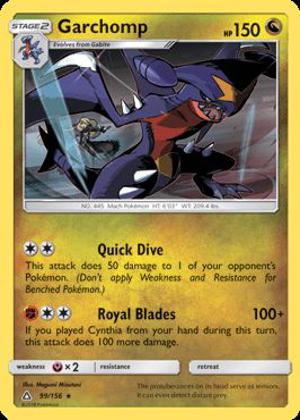 STAGE 2
Garchomp
HP 150
Evolves from Gabite
NO. 445 Mach Pokémon HT: 6'03" WT: 209.4 lbs.
Quick Dive
This attack does 50 damage to 1 of your opponent's
Pokémon. (Don't apply Weakness and Resistance for
Benched Pokémon.)
Royal Blades 100+
If you played Cynthia from your hand during this turn,
this attack does 100 more damage.
weakness ×2 resistance retreat
Illus. Megumi Mizutani
99/156 ★
©2018 Pokémon
The protuberances on its head serve as sensors.
It can even detect distant prey.